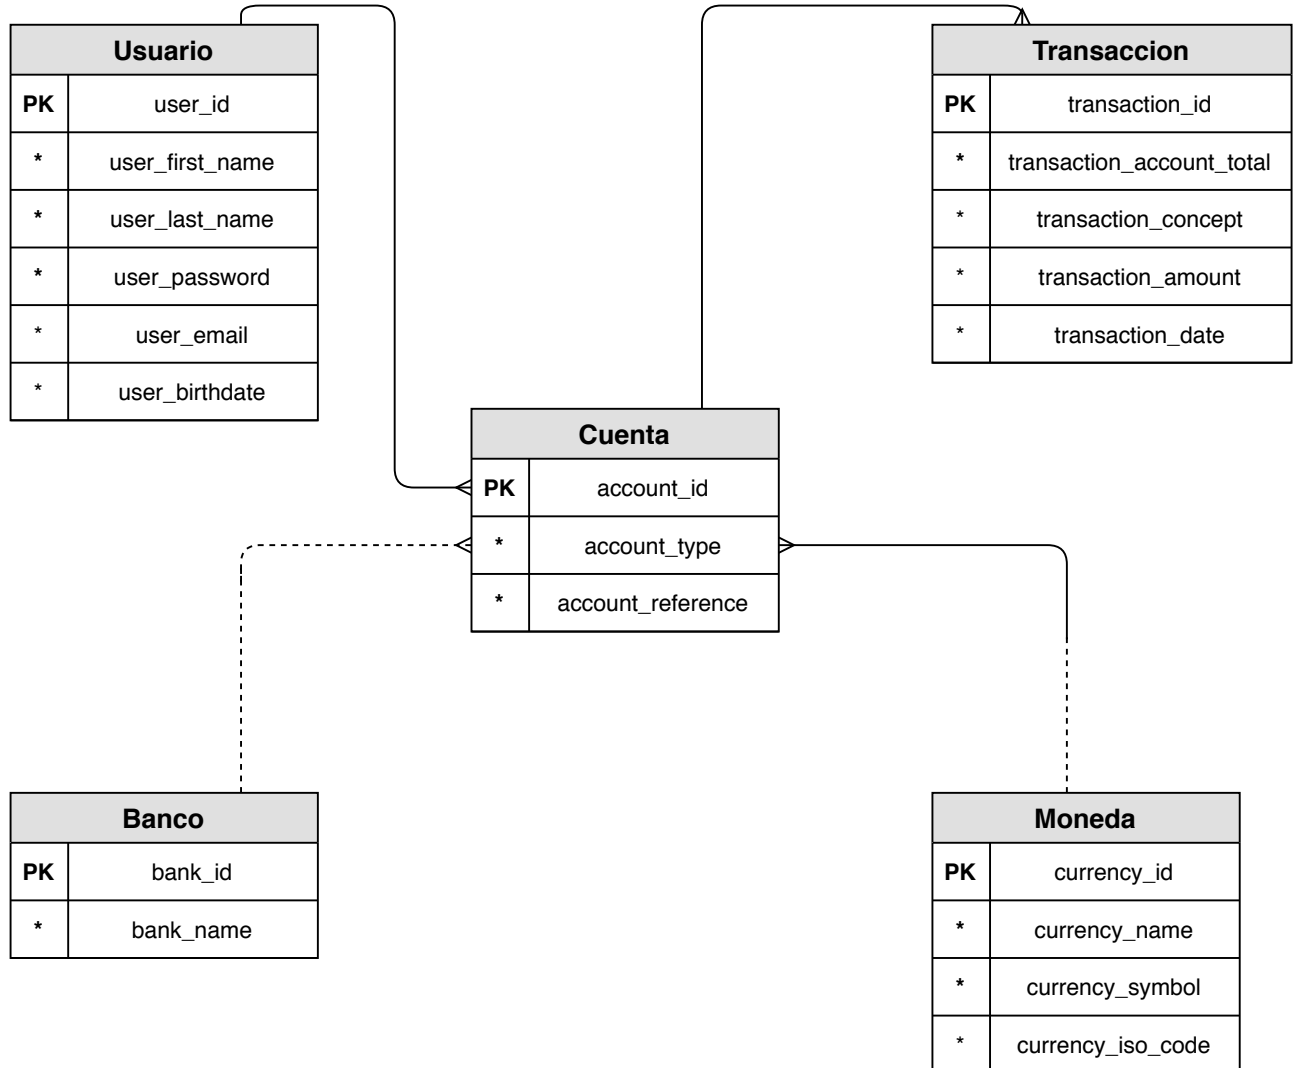 Usuario
PK user_id
* user_first_name
* user_last_name
* user_password
* user_email
* user_birthdate
Transaccion
PK transaction_id
* transaction_account_total
* transaction_concept
* transaction_amount
* transaction_date
Cuenta
PK account_id
* account_type
* account_reference
Banco
PK bank_id
* bank_name
Moneda
PK currency_id
* currency_name
* currency_symbol
* currency_iso_code